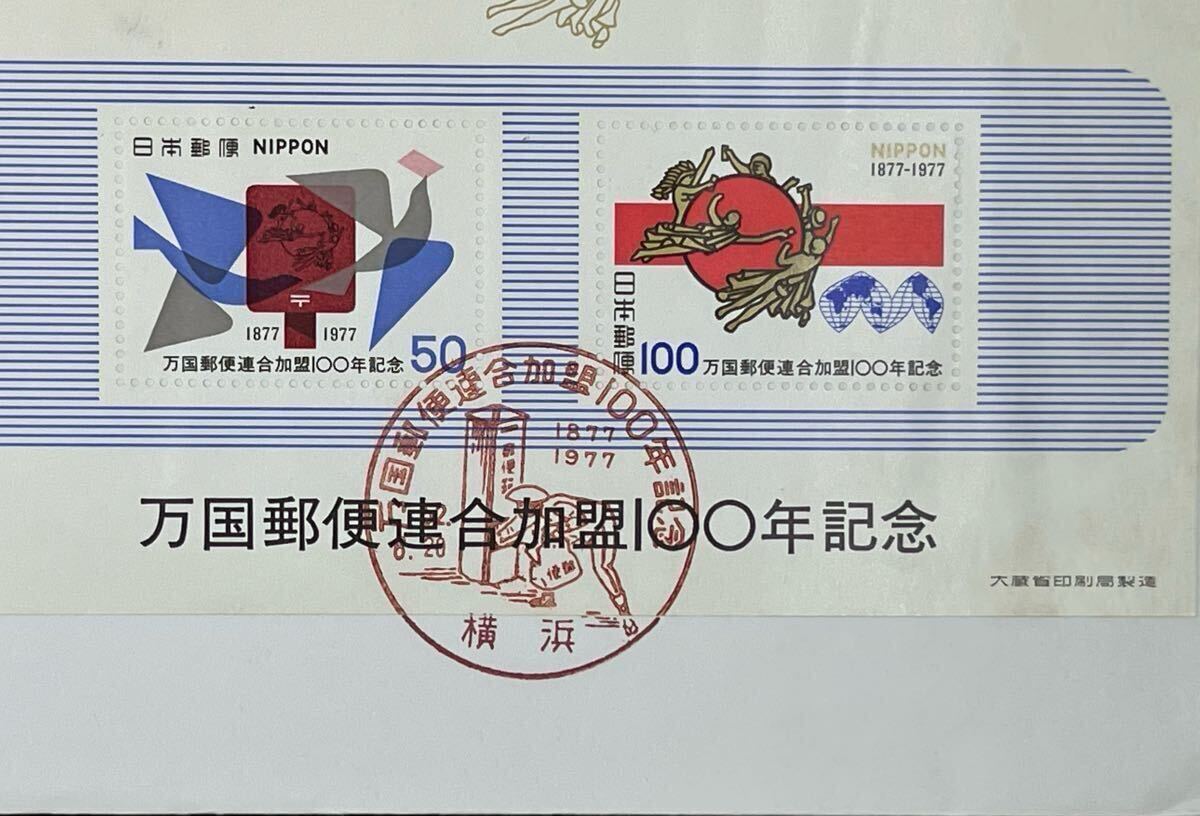 日本郵便 NIPPON
1877 1977
万国郵便連合加盟100年記念 50
NIPPON
1877-1977
日本郵便
100 万国郵便連合加盟100年記念
万国郵便連合加盟100年記念
1877
1977
横浜
万国郵便連合加盟100年記念
大蔵省印刷局製造